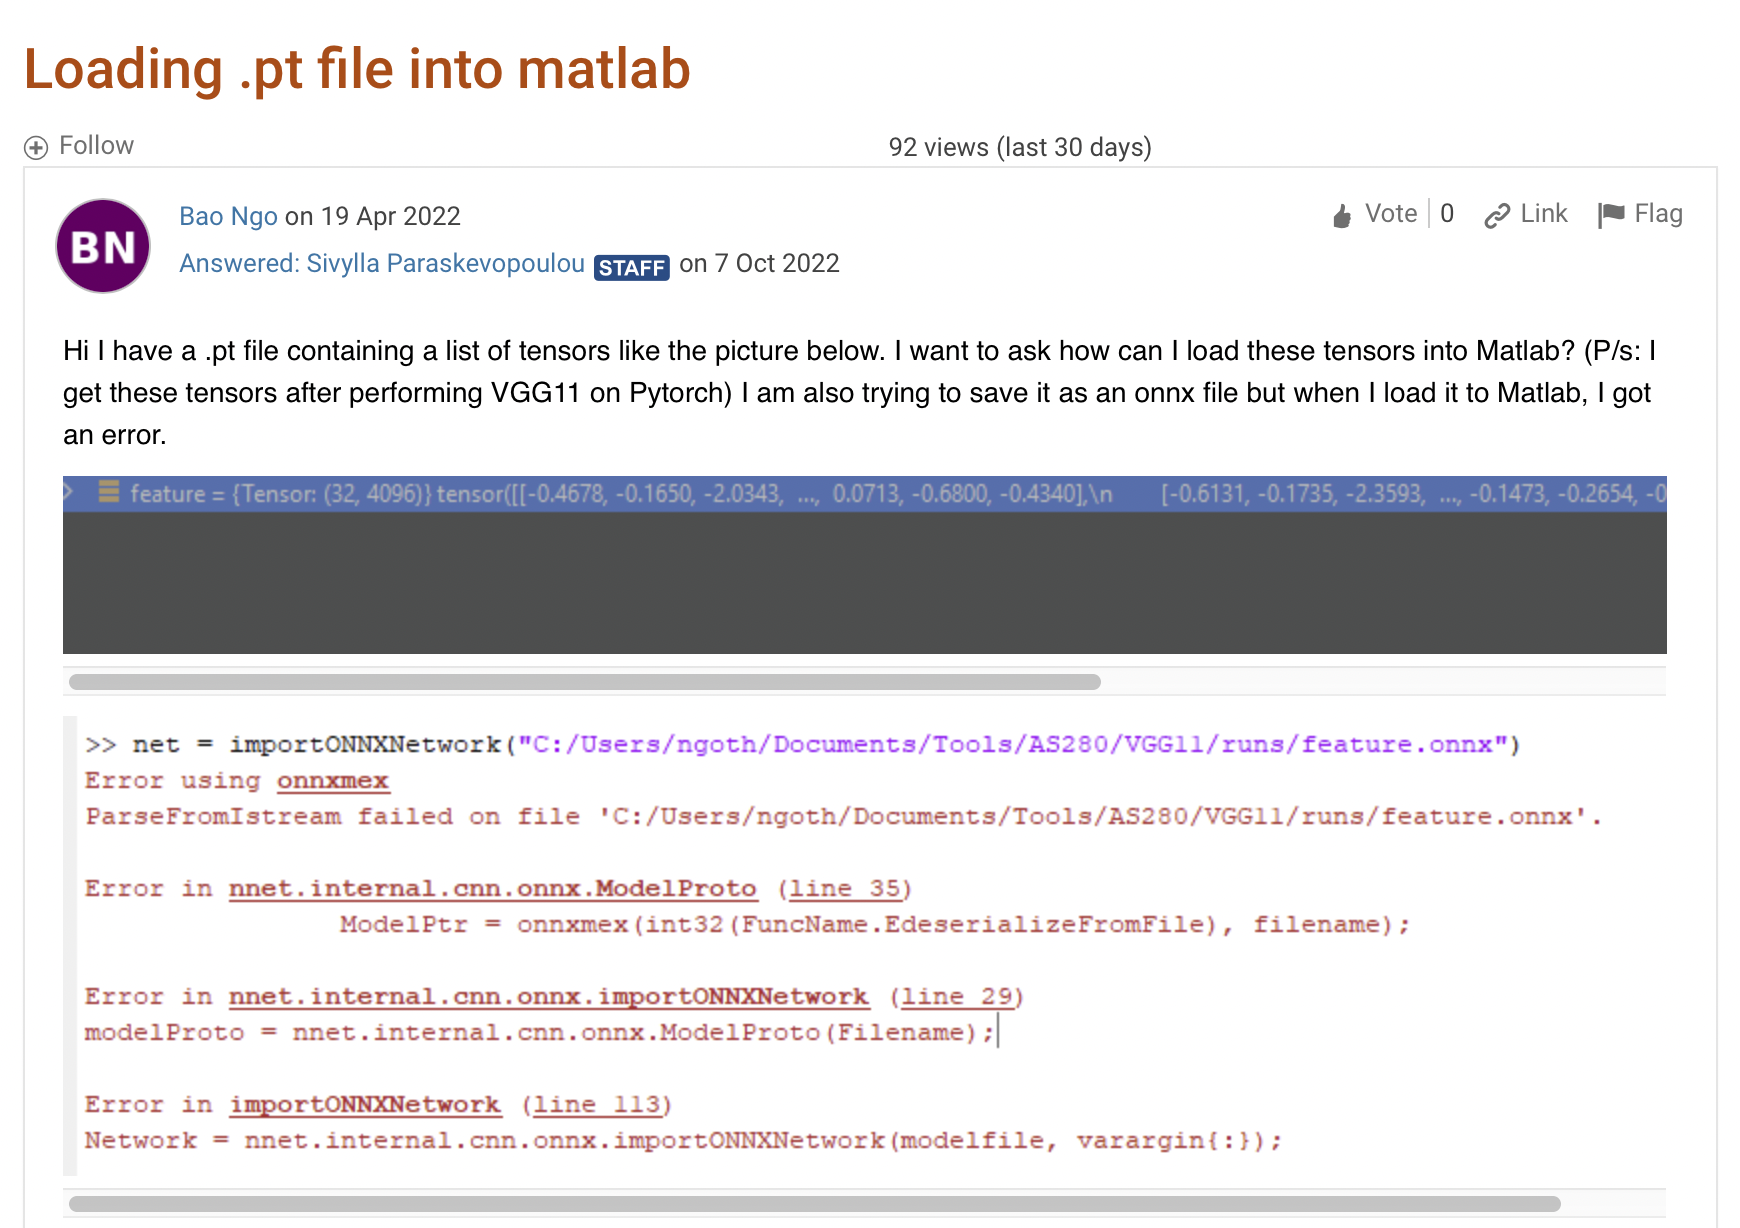 Loading .pt file into matlab
Follow
92 views (last 30 days)
BN
Bao Ngo on 19 Apr 2022
Vote 0 Link Flag
Answered: Sivylla Paraskevopoulou STAFF on 7 Oct 2022
Hi I have a .pt file containing a list of tensors like the picture below. I want to ask how can I load these tensors into Matlab? (P/s: I
get these tensors after performing VGG11 on Pytorch) I am also trying to save it as an onnx file but when I load it to Matlab, I got
an error.
feature = {Tensor: (32, 4096)} tensor([[-0.4678, -0.1650, -2.0343, ..., 0.0713, -0.6800, -0.4340],\n [-0.6131, -0.1735, -2.3593, ..., -0.1473, -0.2654, -0
>> net = importONNXNetwork("C:/Users/ngoth/Documents/Tools/AS280/VGG11/runs/feature.onnx")
Error using onnxmex
ParseFromIstream failed on file 'C:/Users/ngoth/Documents/Tools/AS280/VGG11/runs/feature.onnx'.
Error in nnet.internal.cnn.onnx.ModelProto (line 35)
ModelPtr = onnxmex(int32(FuncName.EdeserializeFromFile), filename);
Error in nnet.internal.cnn.onnx.importONNXNetwork (line 29)
modelProto = nnet.internal.cnn.onnx.ModelProto(Filename);
Error in importONNXNetwork (line 113)
Network = nnet.internal.cnn.onnx.importONNXNetwork(modelfile, varargin{:});